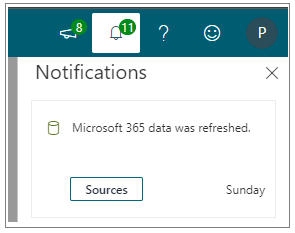 8 11 ? P
Notifications
Microsoft 365 data was refreshed.
Sources Sunday